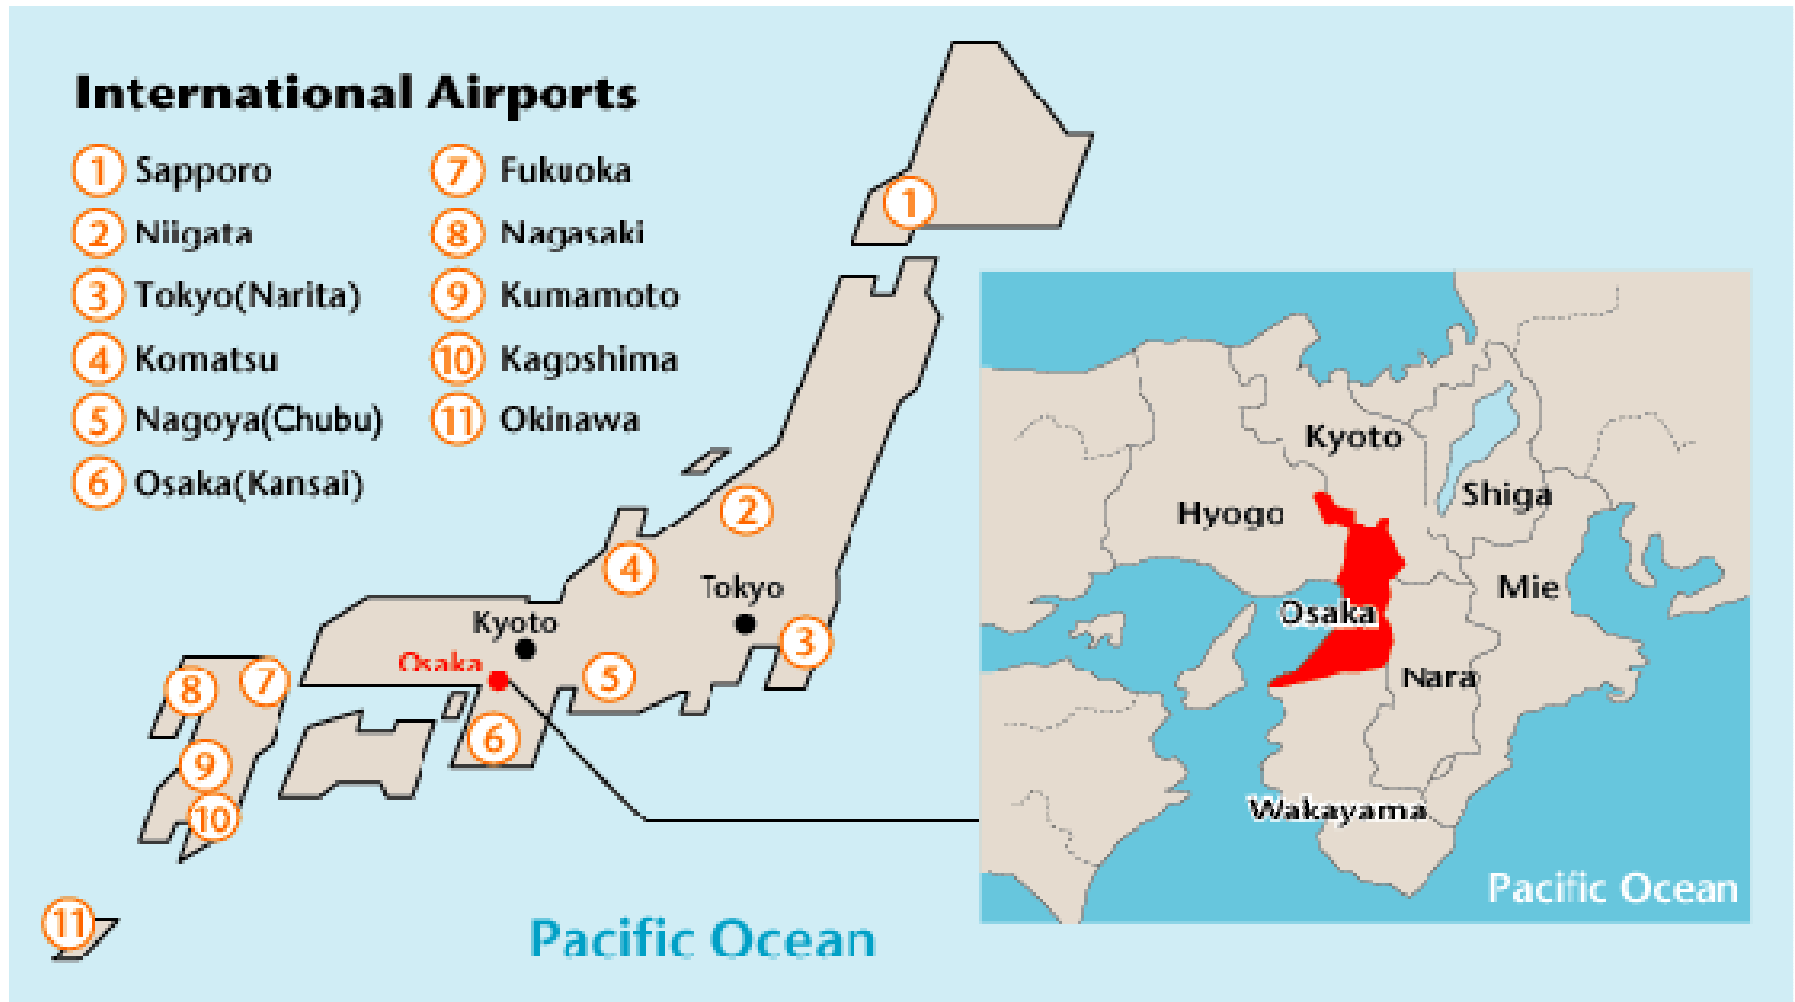 International Airports
1 Sapporo
2 Niigata
3 Tokyo(Narita)
4 Komatsu
5 Nagoya(Chubu)
6 Osaka(Kansai)
7 Fukuoka
8 Nagasaki
9 Kumamoto
10 Kagoshima
11 Okinawa
1
2
4
Tokyo
Kyoto
3
Osaka
5
8
7
6
9
10
11
Pacific Ocean
Kyoto
Shiga
Hyogo
Mie
Osaka
Nara
Wakayama
Pacific Ocean